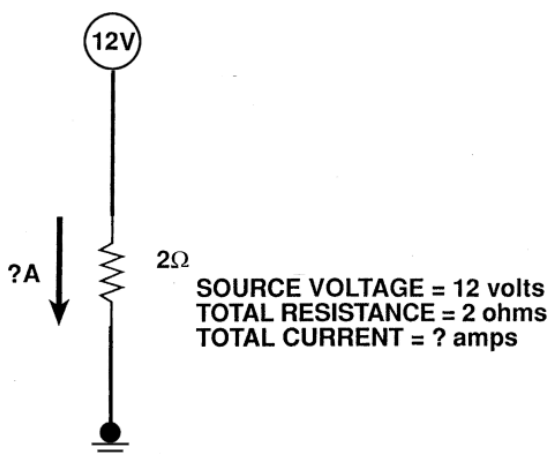 12V
?A
2Ω
SOURCE VOLTAGE = 12 volts
TOTAL RESISTANCE = 2 ohms
TOTAL CURRENT = ? amps